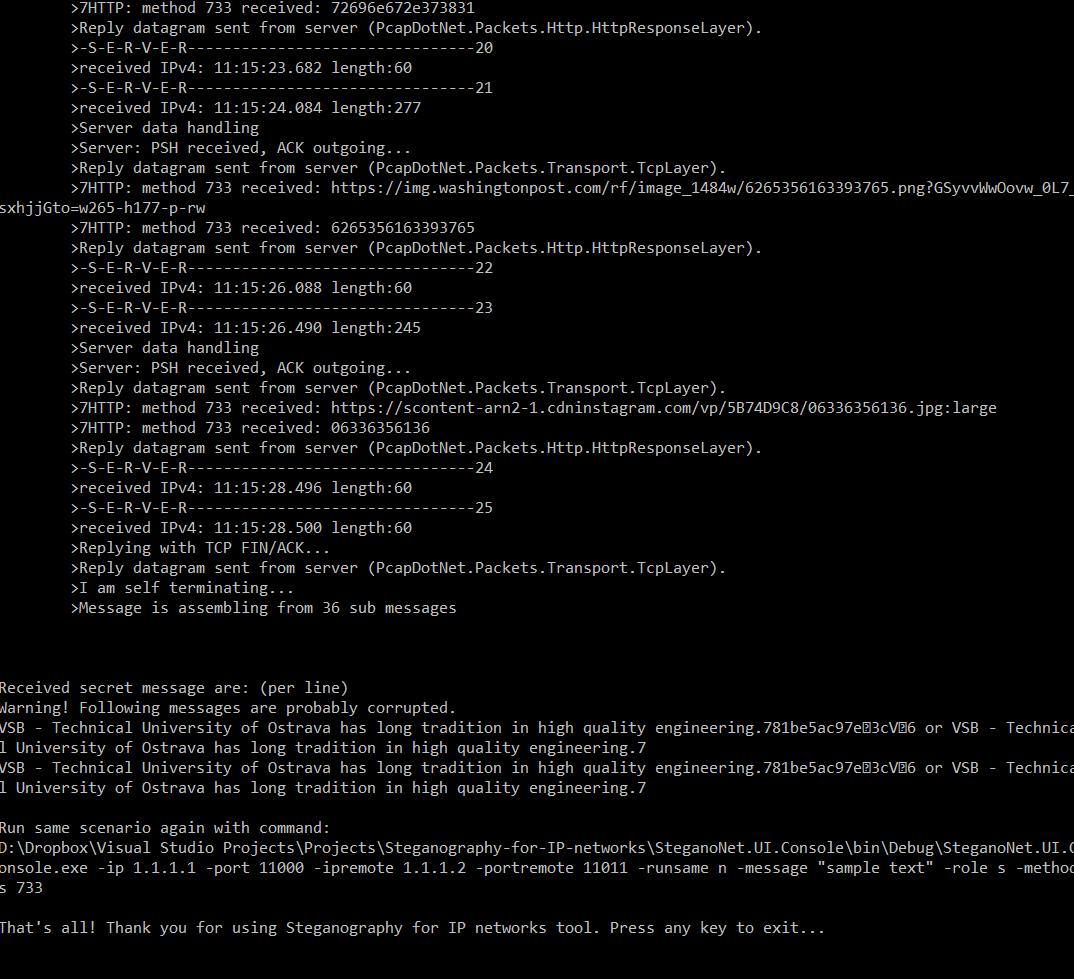 >7HTTP: method 733 received: 72696e672e373831
>Reply datagram sent from server (PcapDotNet.Packets.Http.HttpResponseLayer).
>-S-E-R-V-E-R--------------------------------20
>received IPv4: 11:15:23.682 length:60
>-S-E-R-V-E-R--------------------------------21
>received IPv4: 11:15:24.084 length:277
>Server data handling
>Server: PSH received, ACK outgoing...
>Reply datagram sent from server (PcapDotNet.Packets.Transport.TcpLayer).
>7HTTP: method 733 received: https://img.washingtonpost.com/rf/image_1484w/6265356163393765.png?GSyvvWwOovw_0L7_
sxhjjGto=w265-h177-p-rw
>7HTTP: method 733 received: 6265356163393765
>Reply datagram sent from server (PcapDotNet.Packets.Http.HttpResponseLayer).
>-S-E-R-V-E-R--------------------------------22
>received IPv4: 11:15:26.088 length:60
>-S-E-R-V-E-R--------------------------------23
>received IPv4: 11:15:26.490 length:245
>Server data handling
>Server: PSH received, ACK outgoing...
>Reply datagram sent from server (PcapDotNet.Packets.Transport.TcpLayer).
>7HTTP: method 733 received: https://scontent-arn2-1.cdninstagram.com/vp/5B74D9C8/06336356136.jpg:large
>7HTTP: method 733 received: 06336356136
>Reply datagram sent from server (PcapDotNet.Packets.Http.HttpResponseLayer).
>-S-E-R-V-E-R--------------------------------24
>received IPv4: 11:15:28.496 length:60
>-S-E-R-V-E-R--------------------------------25
>received IPv4: 11:15:28.500 length:60
>Replying with TCP FIN/ACK...
>Reply datagram sent from server (PcapDotNet.Packets.Transport.TcpLayer).
>I am self terminating...
>Message is assembling from 36 sub messages
Received secret message are: (per line)
Warning! Following messages are probably corrupted.
VSB - Technical University of Ostrava has long tradition in high quality engineering.781be5ac97e�3cV�6 or VSB - Technica
l University of Ostrava has long tradition in high quality engineering.7
VSB - Technical University of Ostrava has long tradition in high quality engineering.781be5ac97e�3cV�6 or VSB - Technica
l University of Ostrava has long tradition in high quality engineering.7
Run same scenario again with command:
D:\Dropbox\Visual Studio Projects\Projects\Steganography-for-IP-networks\SteganoNet.UI.Console\bin\Debug\SteganoNet.UI.C
onsole.exe -ip 1.1.1.1 -port 11000 -ipremote 1.1.1.2 -portremote 11011 -runsame n -message "sample text" -role s -method
s 733
That's all! Thank you for using Steganography for IP networks tool. Press any key to exit...